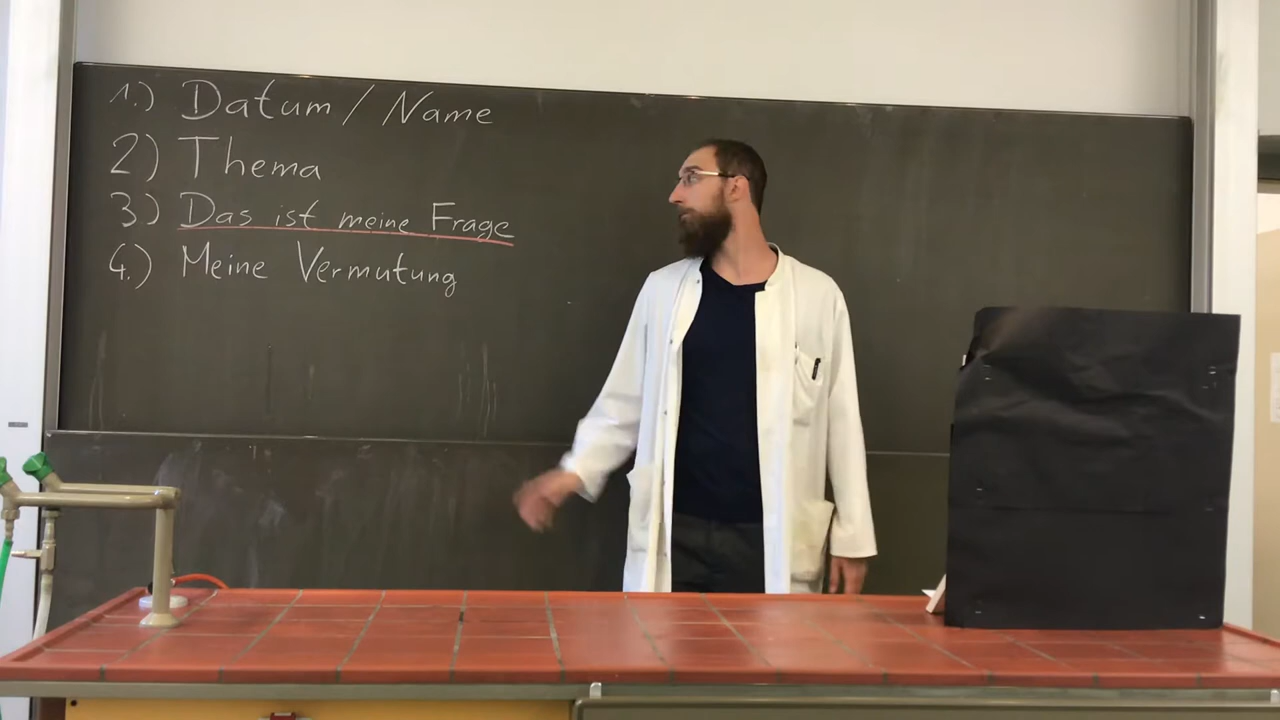 1.) Datum / Name
2) Thema
3) Das ist meine Frage
4.) Meine Vermutung